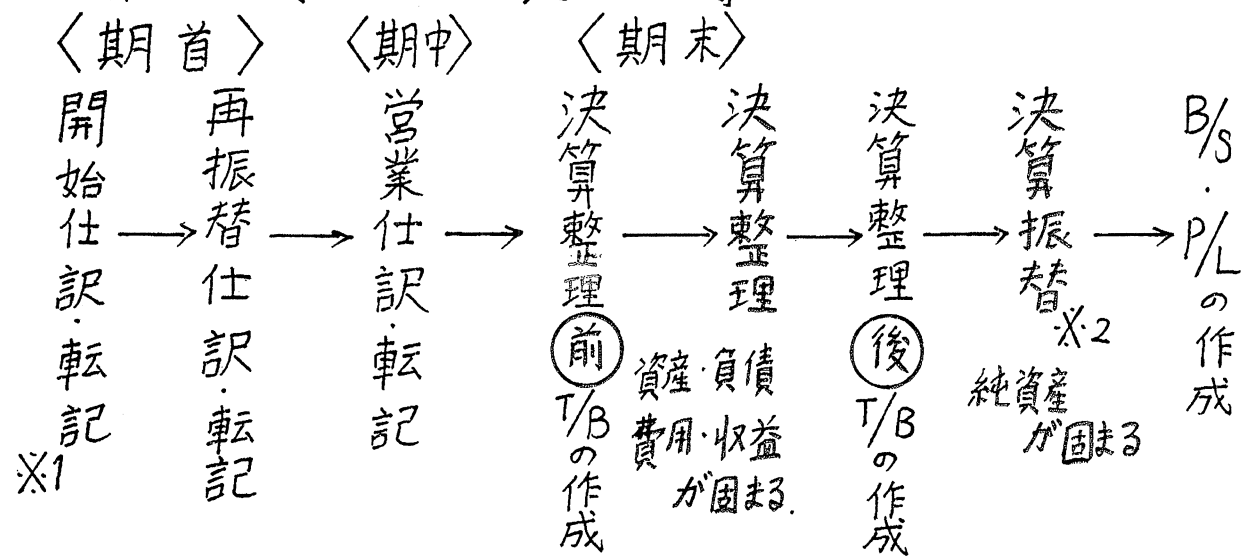 〈期首〉 〈期中〉 〈期末〉
開始仕訳・転記
※1
再振替仕訳・転記
営業仕訳・転記
決算整理前T/Bの作成
決算整理
資産・負債
費用・収益
が固まる.
決算整理後T/Bの作成
決算振替
※2
純資産
が固まる
B/S・P/Lの作成